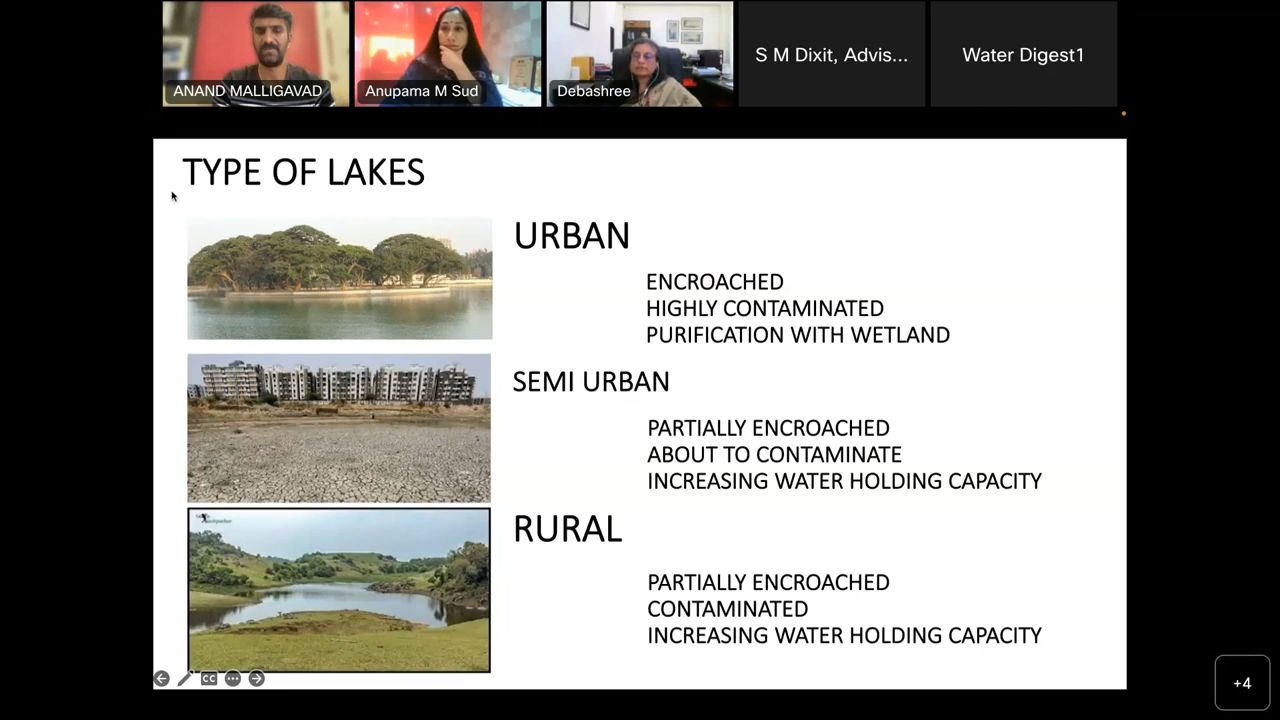 ANAND MALLIGAVAD
Anupama M Sud
Debashree
S M Dixit, Advis...
Water Digest1
TYPE OF LAKES
URBAN
ENCROACHED
HIGHLY CONTAMINATED
PURIFICATION WITH WETLAND
SEMI URBAN
PARTIALLY ENCROACHED
ABOUT TO CONTAMINATE
INCREASING WATER HOLDING CAPACITY
RURAL
PARTIALLY ENCROACHED
CONTAMINATED
INCREASING WATER HOLDING CAPACITY
CC
+4